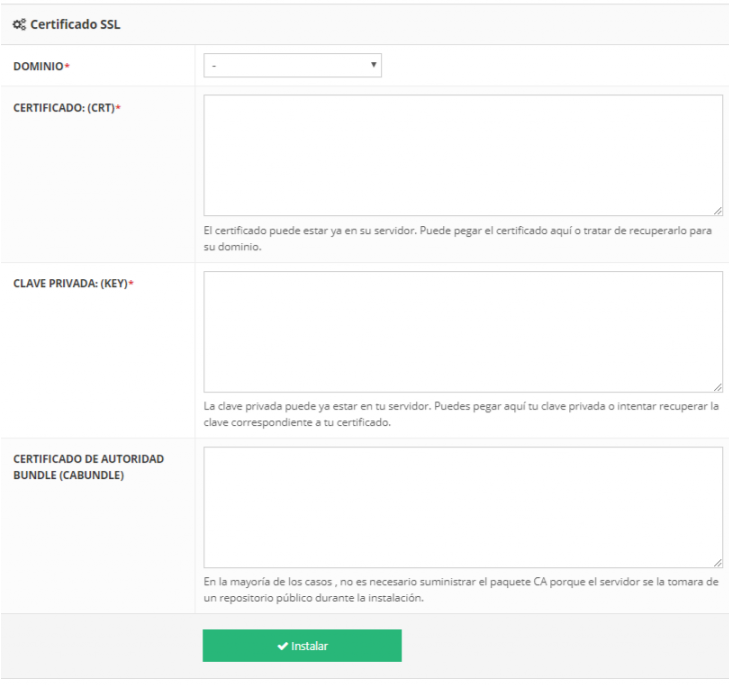 Certificado SSL
DOMINIO*
-
CERTIFICADO: (CRT)*
El certificado puede estar ya en su servidor. Puede pegar el certificado aquí o tratar de recuperarlo para
su dominio.
CLAVE PRIVADA: (KEY)*
La clave privada puede ya estar en tu servidor. Puedes pegar aquí tu clave privada o intentar recuperar la
clave correspondiente a tu certificado.
CERTIFICADO DE AUTORIDAD
BUNDLE (CABUNDLE)
En la mayoría de los casos , no es necesario suministrar el paquete CA porque el servidor se la tomara de
un repositorio público durante la instalación.
Instalar